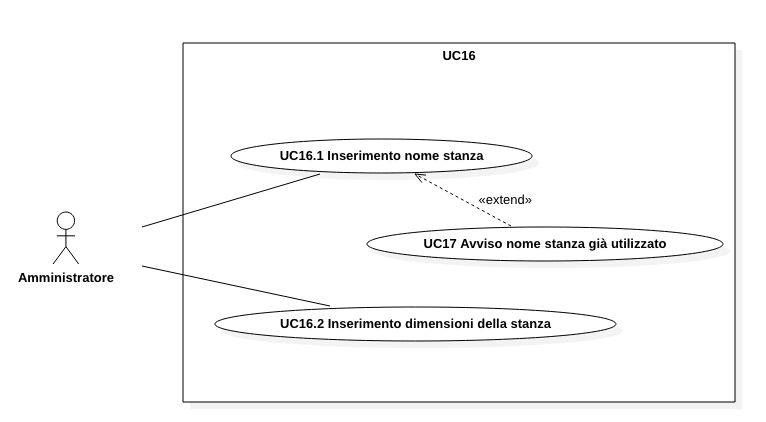 UC16
UC16.1 Inserimento nome stanza
«extend»
UC17 Avviso nome stanza già utilizzato
Amministratore
UC16.2 Inserimento dimensioni della stanza